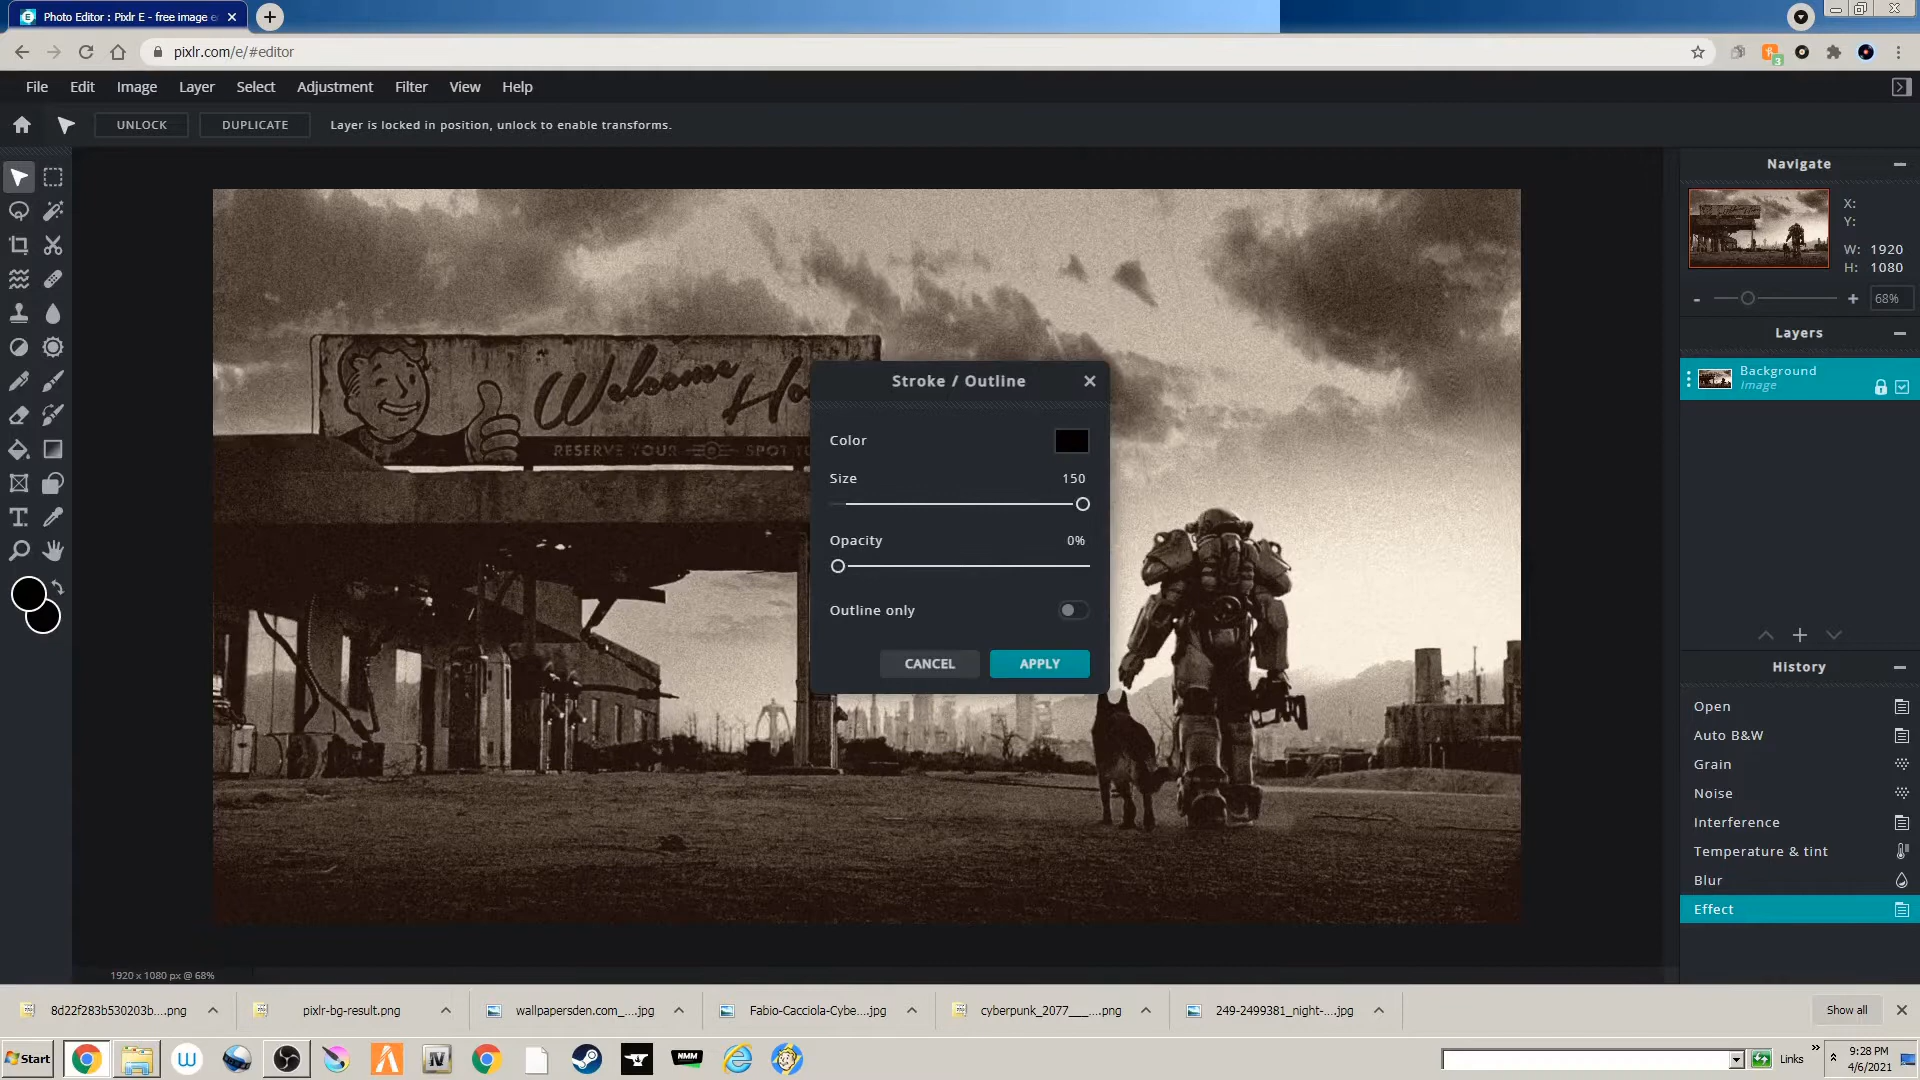 Photo Editor : Pixlr E - free image e
pixlr.com/e/#editor
3
File Edit Image Layer Select Adjustment Filter View Help
UNLOCK DUPLICATE Layer is locked in position, unlock to enable transforms.
Navigate
X:
Y:
W: 1920
H: 1080
- + 68%
Layers
Background
Image
Welcome Ho
RESERVE YOUR SPOT TO
Stroke / Outline
Color
Size 150
Opacity 0%
Outline only
CANCEL APPLY
History
Open
Auto B&W
Grain
Noise
Interference
Temperature & tint
Blur
Effect
1920 x 1080 px @ 68%
8d22f283b530203b....png
pixlr-bg-result.png
wallpapersden.com_....jpg
Fabio-Cacciola-Cybe....jpg
cyberpunk_2077___....png
249-2499381_night-....jpg
Show all
Start
W
NMM
Links
9:28 PM
4/6/2021